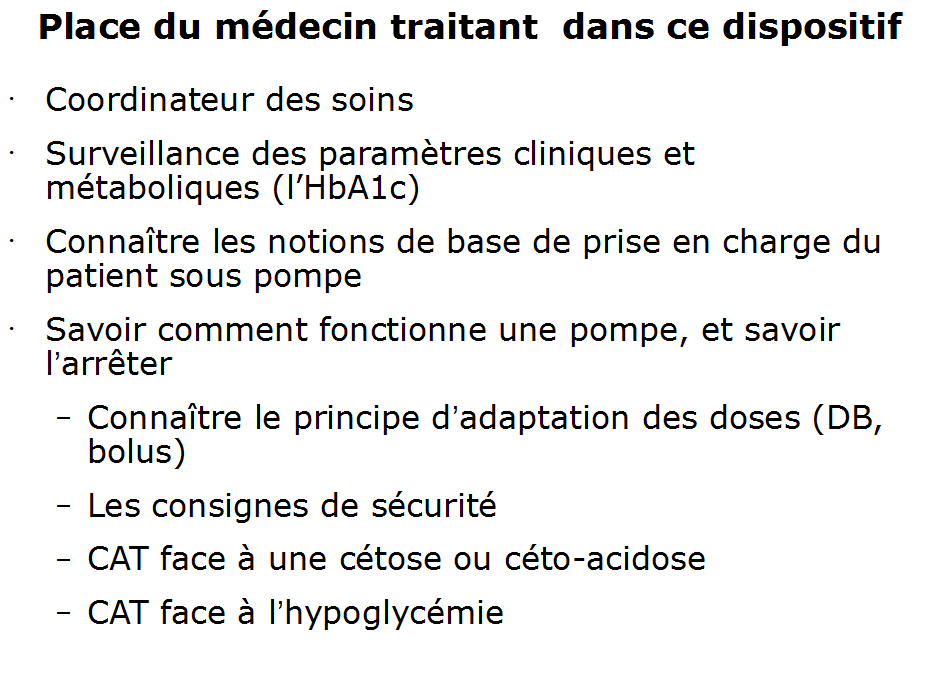 Place du médecin traitant  dans ce dispositif
· Coordinateur des soins
· Surveillance des paramètres cliniques et
métaboliques (l’HbA1c)
· Connaître les notions de base de prise en charge du
patient sous pompe
· Savoir comment fonctionne une pompe, et savoir
l’arrêter
– Connaître le principe d’adaptation des doses (DB,
bolus)
– Les consignes de sécurité
– CAT face à une cétose ou céto-acidose
– CAT face à l’hypoglycémie